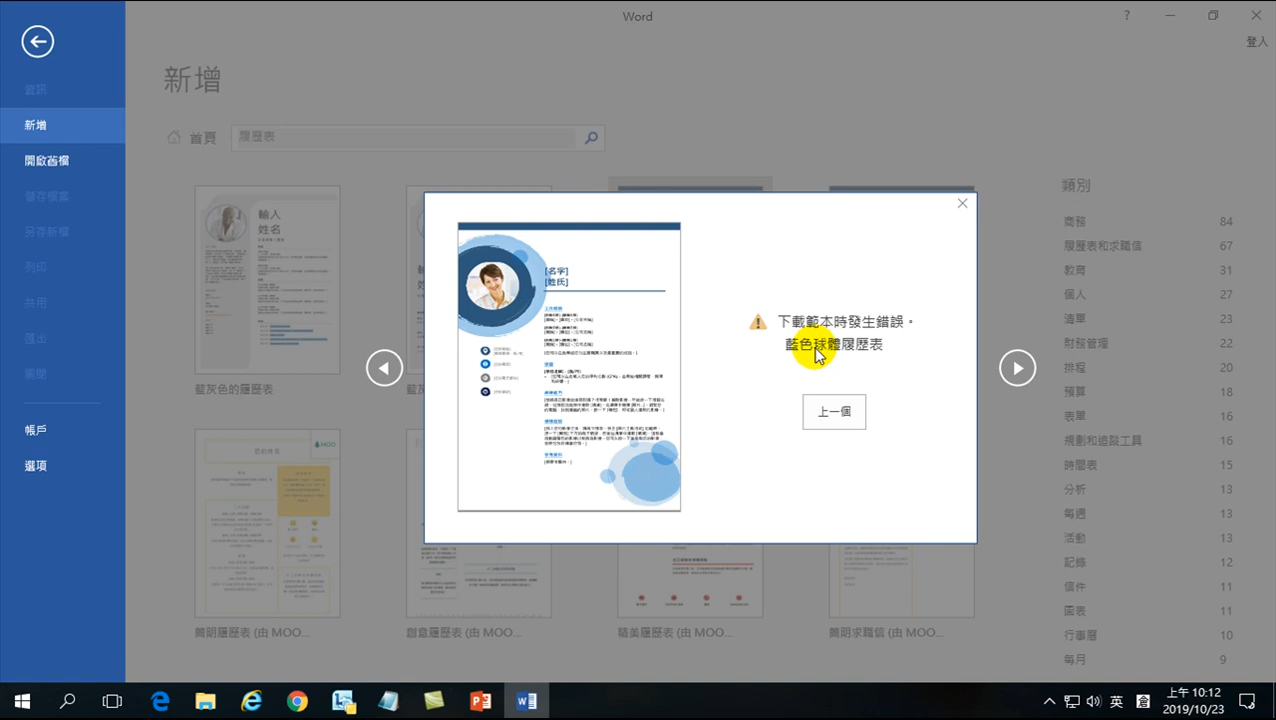 Word
?
登入
資訊
新增
開啟舊檔
儲存檔案
另存新檔
列印
共用
匯出
關閉
帳戶
選項
新增
首頁
履歷表
輸入
姓名
藍灰色的履歷表
MOO
簡明履歷表 (由 MOO...
創意履歷表 (由 MOO...
精美履歷表 (由 MOO...
簡明求職信 (由 MOO...
[名字]
[姓氏]
下載範本時發生錯誤。
藍色球體履歷表
上一個
類別
商務 84
履歷表和求職信 67
教育 31
個人 27
清單 23
財務管理 22
排程 20
預算 18
表單 16
規劃和追蹤工具 16
時間表 15
分析 13
每週 13
活動 13
記錄 12
信件 11
圖表 11
行事曆 10
每月 9
英
上午 10:12
2019/10/23